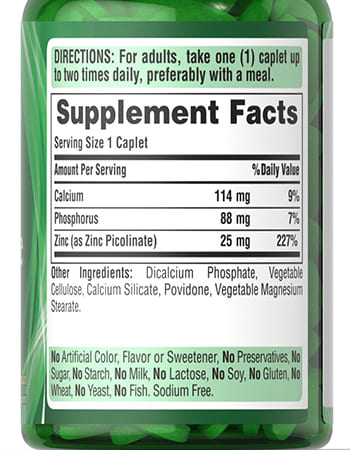 DIRECTIONS: For adults, take one (1) caplet up
to two times daily, preferably with a meal.
Supplement Facts
Serving Size 1 Caplet
Amount Per Serving %Daily Value
Calcium 114 mg 9%
Phosphorus 88 mg 7%
Zinc (as Zinc Picolinate) 25 mg 227%
Other Ingredients: Dicalcium Phosphate, Vegetable
Cellulose, Calcium Silicate, Povidone, Vegetable Magnesium
Stearate.
No Artificial Color, Flavor or Sweetener, No Preservatives, No
Sugar, No Starch, No Milk, No Lactose, No Soy, No Gluten, No
Wheat, No Yeast, No Fish. Sodium Free.